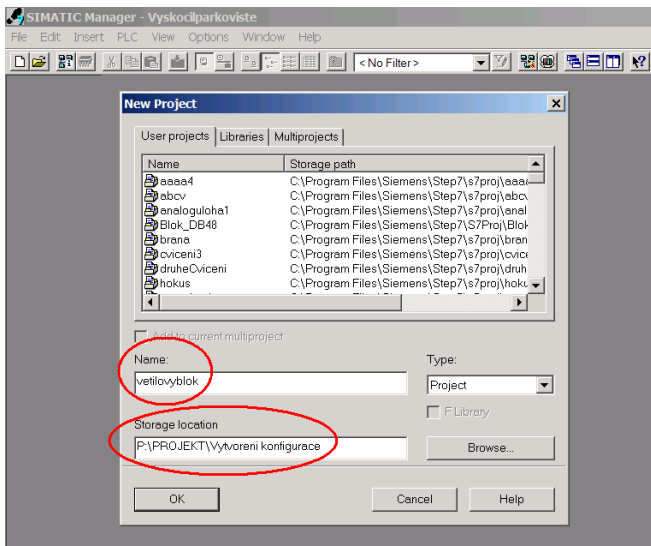 SIMATIC Manager - Vyskocilparkoviste
File Edit Insert PLC View Options Window Help
< No Filter >
New Project
User projects Libraries Multiprojects
Name Storage path
aaaa4 C:\Program Files\Siemens\Step7\s7proj\aaaa
abcv C:\Program Files\Siemens\Step7\s7proj\abcv
analoguloha1 C:\Program Files\Siemens\Step7\s7proj\anal
Blok_DB48 C:\Program Files\Siemens\Step7\S7Proj\Blok
brana C:\Program Files\Siemens\Step7\s7proj\bran
cviceni3 C:\Program Files\Siemens\Step7\s7proj\cvice
druheCviceni C:\Program Files\Siemens\Step7\s7proj\druh
hokus C:\Program Files\Siemens\Step7\s7proj\hoku
Add to current multiproject
Name: Type:
vetilovyblok Project
F Library
Storage location
P:\PROJEKT\Vytvoreni konfigurace Browse...
OK Cancel Help